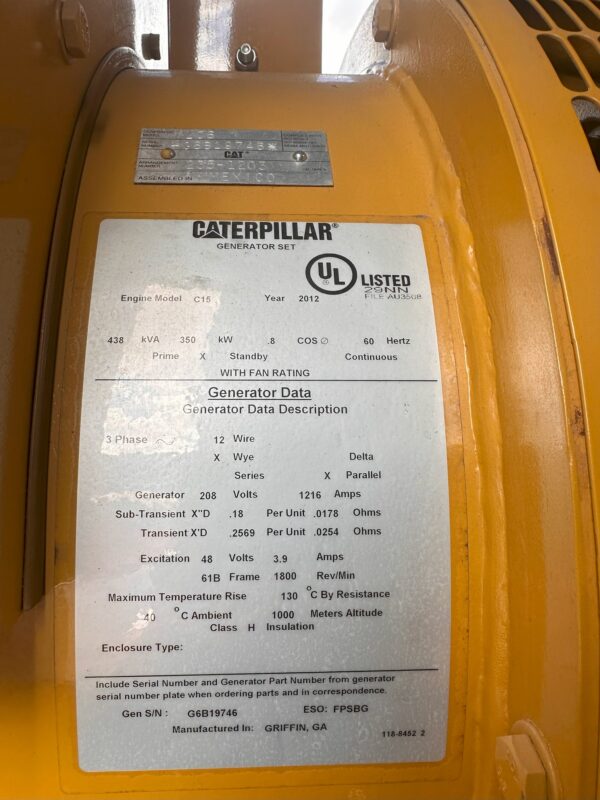 CAT
ASSEMBLED IN MEXICO
CATERPILLAR®
GENERATOR SET
UL ® LISTED
29NN
FILE AU3508
Engine Model C15 Year 2012
438 kVA 350 kW .8 COS ∅ 60 Hertz
Prime X Standby Continuous
WITH FAN RATING
Generator Data
Generator Data Description
3 Phase 12 Wire
X Wye Delta
Series X Parallel
Generator 208 Volts 1216 Amps
Sub-Transient X"D .18 Per Unit .0178 Ohms
Transient X'D .2569 Per Unit .0254 Ohms
Excitation 48 Volts 3.9 Amps
61B Frame 1800 Rev/Min
Maximum Temperature Rise 130 °C By Resistance
40 °C Ambient 1000 Meters Altitude
Class H Insulation
Enclosure Type:
Include Serial Number and Generator Part Number from generator
serial number plate when ordering parts and in correspondence.
Gen S/N : G6B19746 ESO: FPSBG
Manufactured In: GRIFFIN, GA
118-8452 2